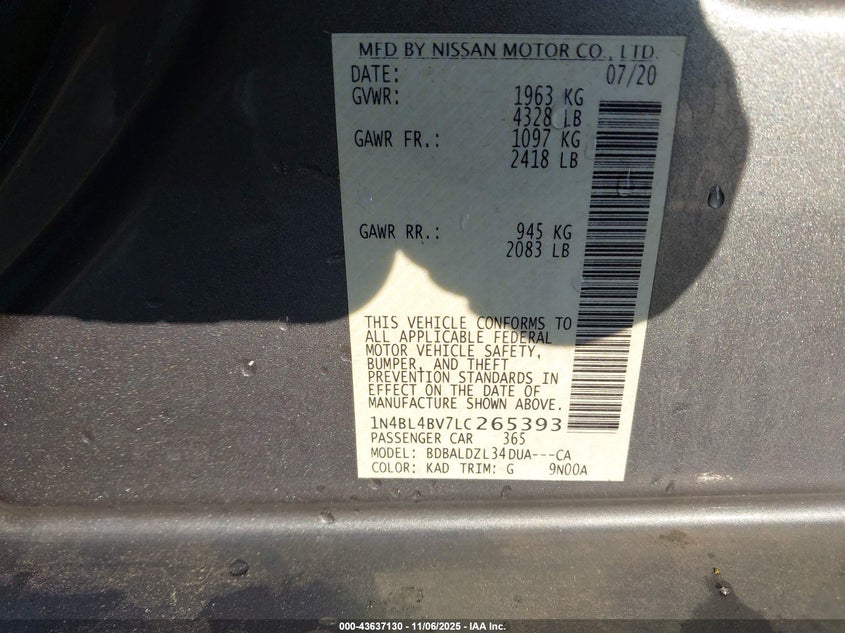 MFD BY NISSAN MOTOR CO., LTD.
DATE: 07/20
GVWR: 1963 KG
4328 LB
GAWR FR.: 1097 KG
2418 LB
GAWR RR.: 945 KG
2083 LB
THIS VEHICLE CONFORMS TO
ALL APPLICABLE FEDERAL
MOTOR VEHICLE SAFETY,
BUMPER, AND THEFT
PREVENTION STANDARDS IN
EFFECT ON THE DATE OF
MANUFACTURE SHOWN ABOVE.
1N4BL4BV7LC265393
PASSENGER CAR 365
MODEL: BDBALDZL34DUA---CA
COLOR: KAD TRIM: G 9N00A
000-43637130 - 11/06/2025 - IAA Inc.